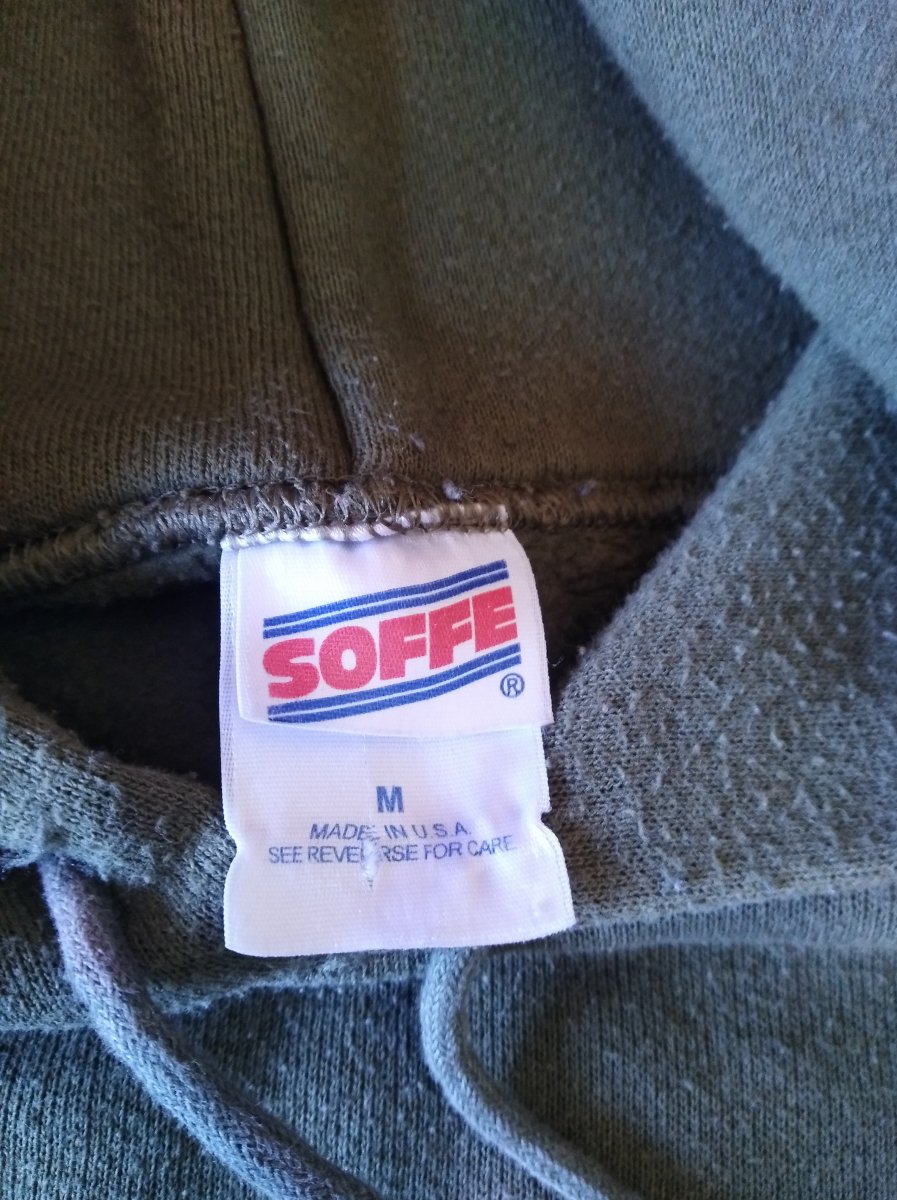 SOFFE
®
M
MADE IN U.S.A.
SEE REVERSE FOR CARE